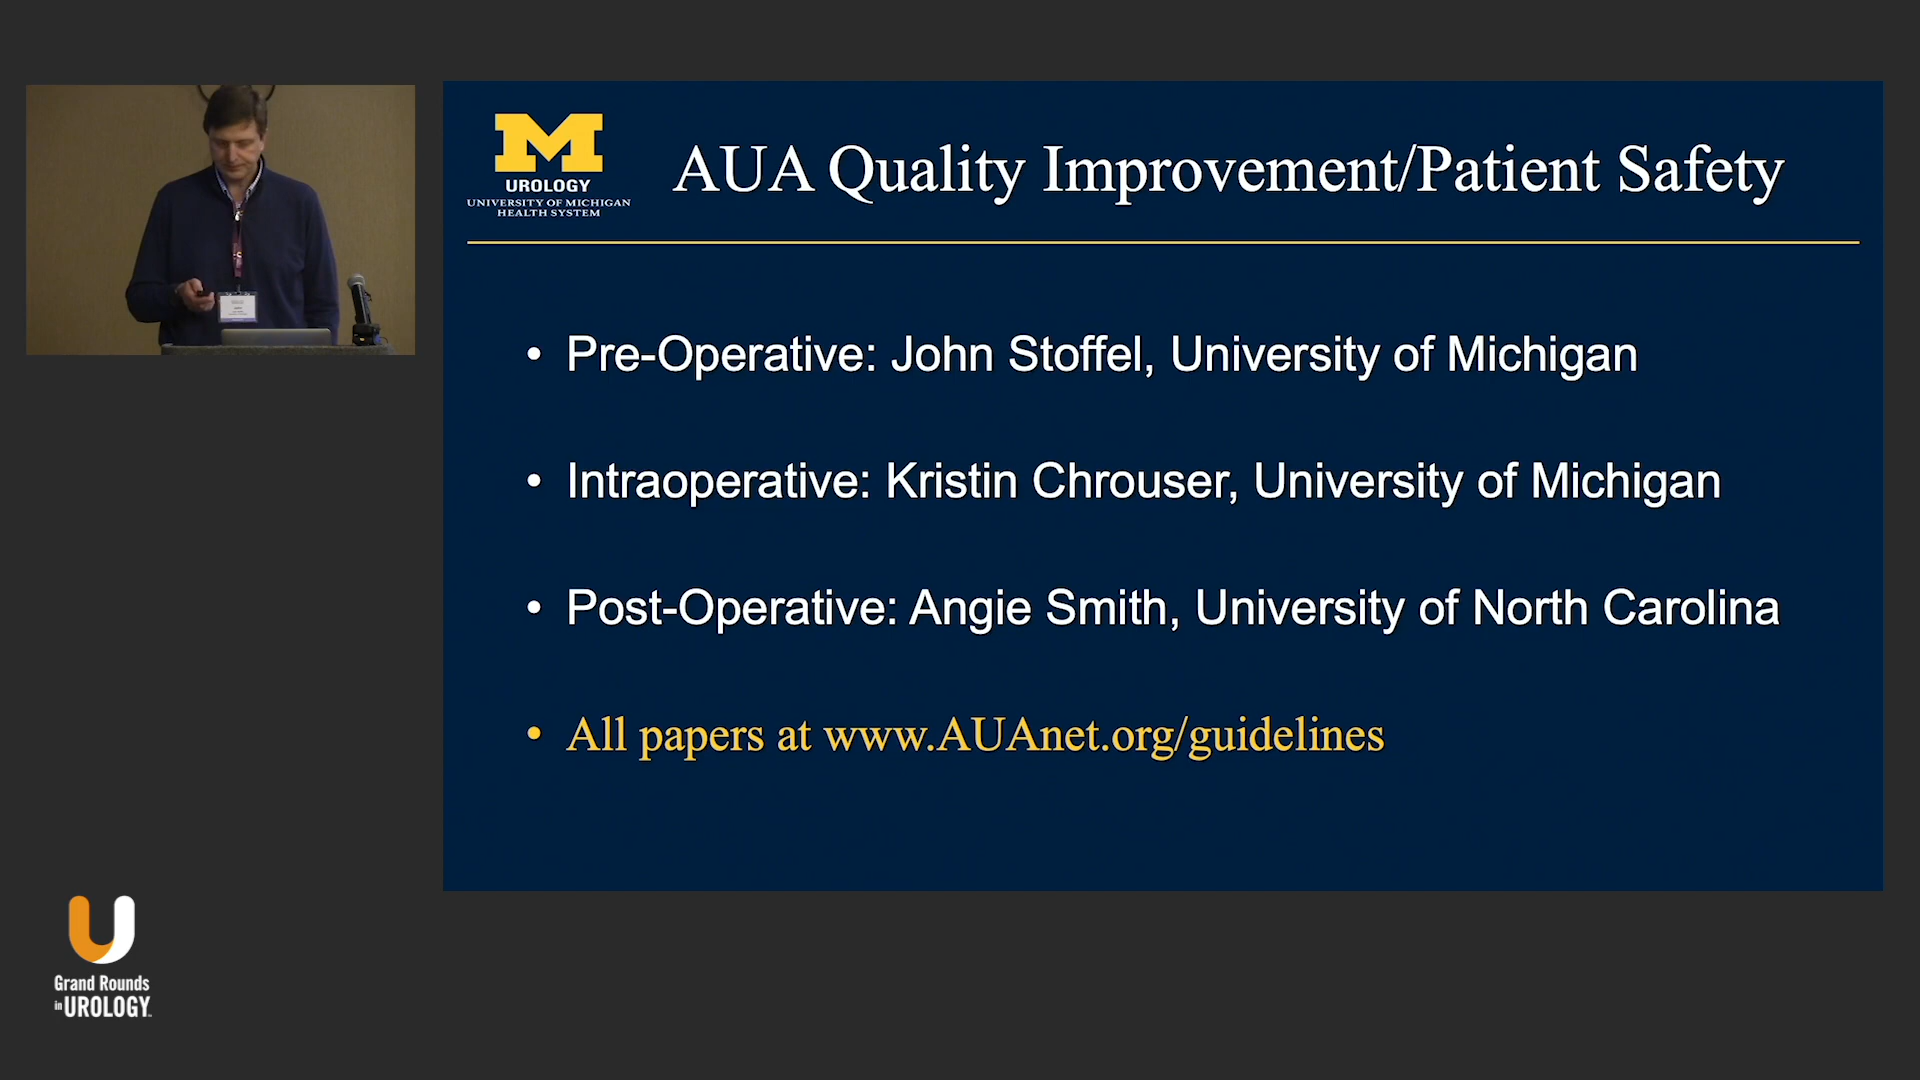 M
UROLOGY
UNIVERSITY OF MICHIGAN
HEALTH SYSTEM
AUA Quality Improvement/Patient Safety
• Pre-Operative: John Stoffel, University of Michigan
• Intraoperative: Kristin Chrouser, University of Michigan
• Post-Operative: Angie Smith, University of North Carolina
• All papers at www.AUAnet.org/guidelines
Grand Rounds
in UROLOGY